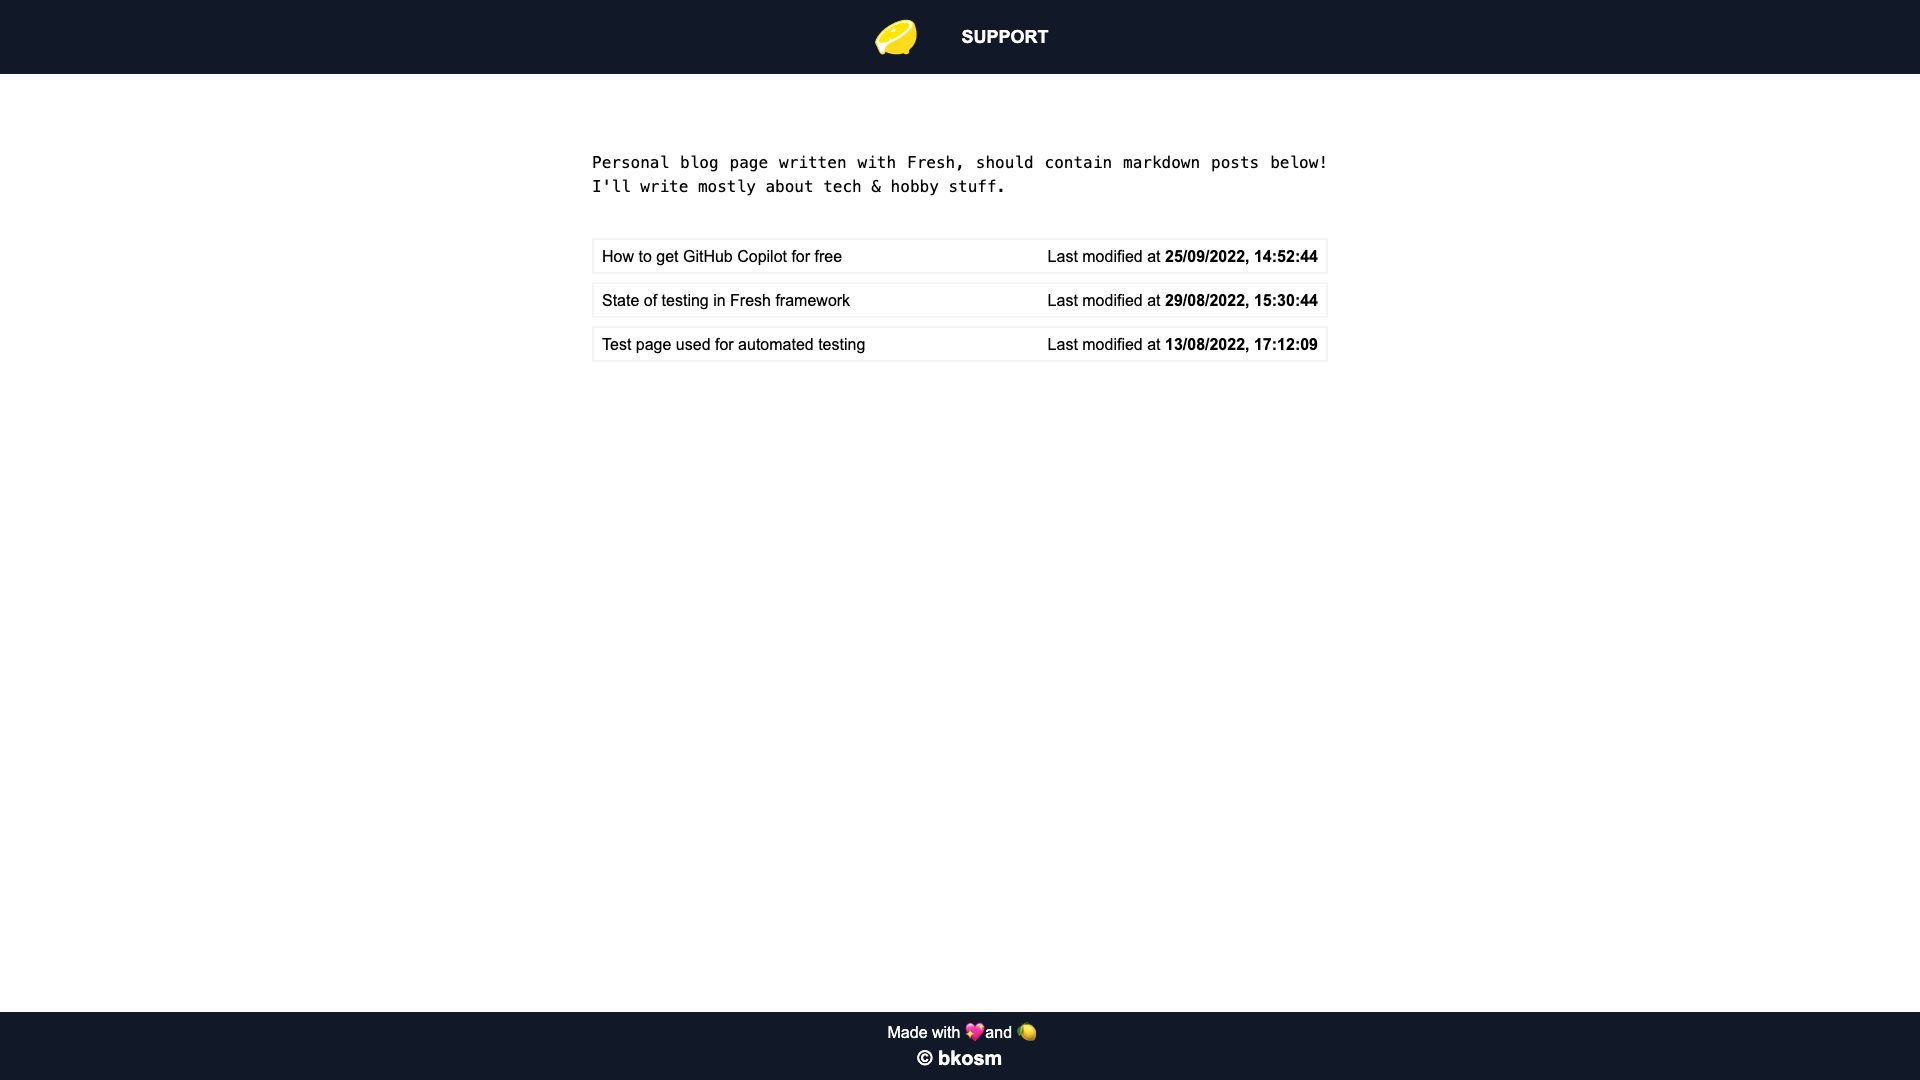 SUPPORT
Personal blog page written with Fresh, should contain markdown posts below!
I'll write mostly about tech & hobby stuff.
How to get GitHub Copilot for free Last modified at 25/09/2022, 14:52:44
State of testing in Fresh framework Last modified at 29/08/2022, 15:30:44
Test page used for automated testing Last modified at 13/08/2022, 17:12:09
Made with 💖and 🍋
© bkosm